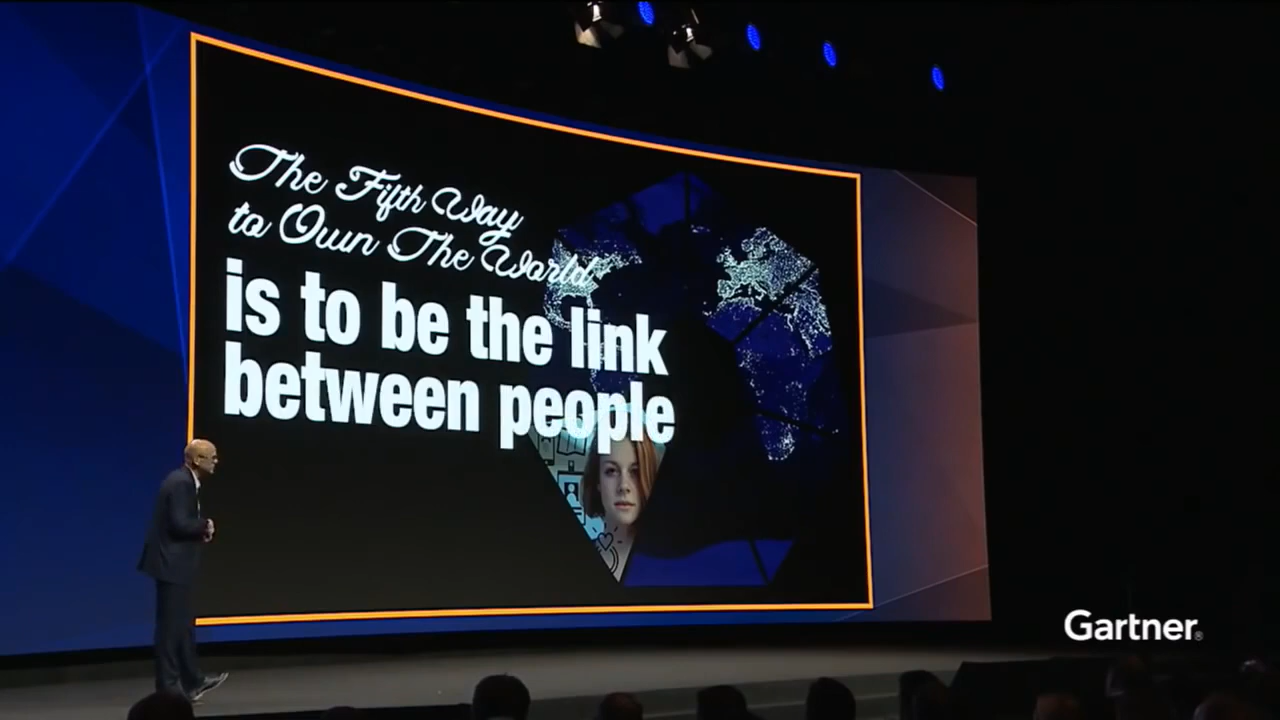 The Fifth Way
to Own The World
is to be the link
between people
Gartner®